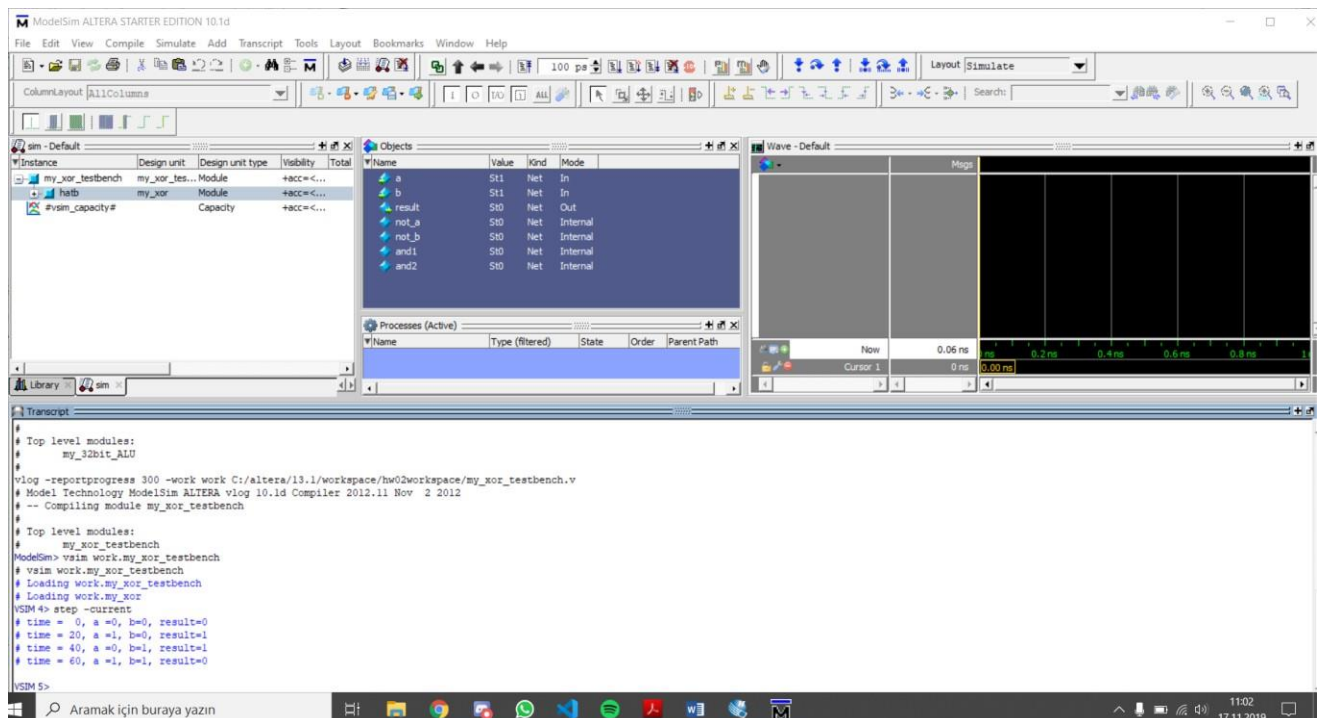 ModelSim ALTERA STARTER EDITION 10.1d
File Edit View Compile Simulate Add Transcript Tools Layout Bookmarks Window Help
100 ps
Layout Simulate
ColumnLayout AllColumns
Search:
sim - Default
Instance Design unit Design unit type Visibility Total
my_xor_testbench my_xor_tes... Module +acc=<...
hatb my_xor Module +acc=<...
#vsim_capacity# Capacity +acc=<...
Library sim
Objects
Name Value Kind Mode
a St1 Net In
b St1 Net In
result St0 Net Out
not_a St0 Net Internal
not_b St0 Net Internal
and1 St0 Net Internal
and2 St0 Net Internal
Processes (Active)
Name Type (filtered) State Order Parent Path
Wave - Default
Msgs
Now 0.06 ns
0.2 ns 0.4 ns 0.6 ns 0.8 ns
Cursor 1 0 ns 0.00 ns
Transcript
#
# Top level modules:
# my_32bit_ALU
#
vlog -reportprogress 300 -work work C:/altera/13.1/workspace/hw02workspace/my_xor_testbench.v
# Model Technology ModelSim ALTERA vlog 10.1d Compiler 2012.11 Nov 2 2012
# -- Compiling module my_xor_testbench
#
# Top level modules:
# my_xor_testbench
ModelSim> vsim work.my_xor_testbench
# vsim work.my_xor_testbench
# Loading work.my_xor_testbench
# Loading work.my_xor
VSIM 4> step -current
# time = 0, a =0, b=0, result=0
# time = 20, a =1, b=0, result=1
# time = 40, a =0, b=1, result=1
# time = 60, a =1, b=1, result=0
VSIM 5>
Aramak için buraya yazın
11:02
17.11.2019